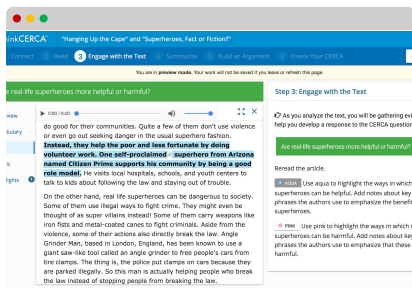 hinkCERCA "Hanging Up the Cape" and "Superheroes, Fact or Fiction?"
Connect 2 Read 3 Engage with the Text 4 Summarize 5 Build an Argument 6 Create Your CERCA
You are in preview mode. Your work will not be saved if you leave or refresh this page.
e real-life superheroes more helpful or harmful?
Step 3: Engage with the Text
0:00 / 8:20
view
bulary
lights
do good for their communities. Quite a few of them don't use violence
or even go out seeking danger in the usual superhero fashion.
Instead, they help the poor and less fortunate by doing
volunteer work. One self-proclaimed superhero from Arizona
named Citizen Prime supports his community by being a good
role model. He visits local hospitals, schools, and youth centers to
talk to kids about following the law and staying out of trouble.
On the other hand, real life superheroes can be dangerous to society.
Some of them use illegal ways to fight crime. They might even be
thought of as super villains instead! Some of them carry weapons like
iron fists and metal-coated canes to fight criminals. Aside from the
violence, some of their actions also directly break the law. Angle
Grinder Man, based in London, England, has been known to use a
giant saw-like tool called an angle grinder to free people's cars from
tire clamps. The thing is, the police put clamps on cars because they
are parked illegally. So this man is actually helping people who break
the law instead of stopping people from breaking the law.
As you analyze the text, you will be gathering evi
help you develop a response to the CERCA question
Are real-life superheroes more helpful or harmful?
Reread the article.
AQUA Use aqua to highlight the ways in which
superheroes can be helpful. Add notes about key
phrases the authors use to emphasize the benefit
superheroes.
PINK Use pink to highlight the ways in which
superheroes can be harmful. Add notes about key
phrases the authors use to emphasize that these
harmful.